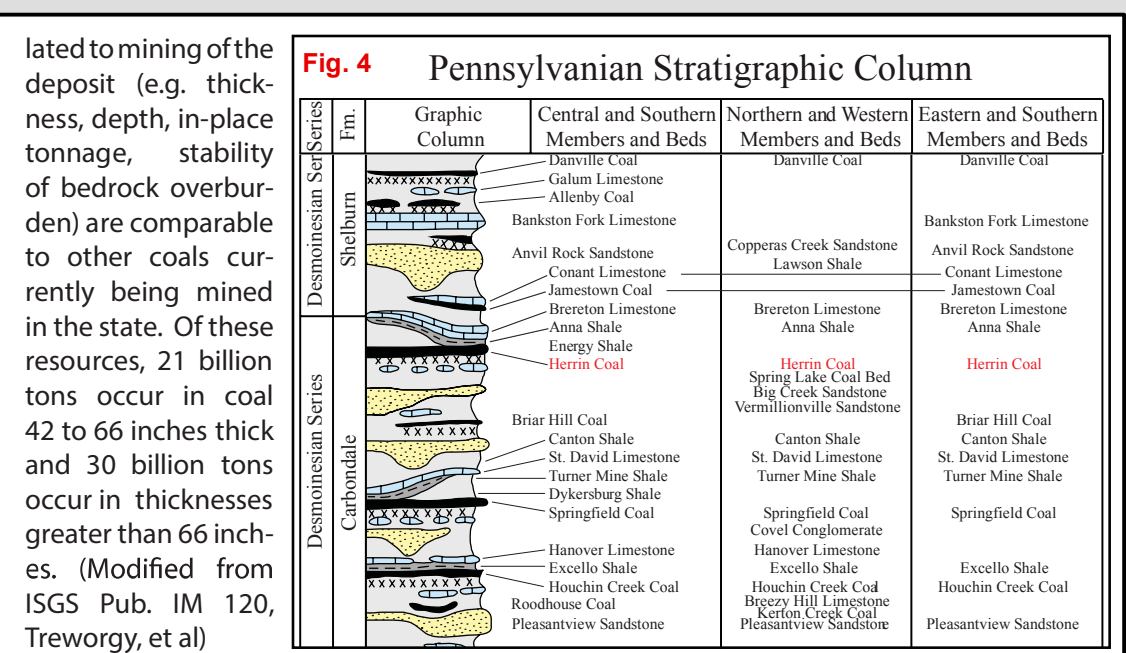 lated to mining of the
deposit (e.g. thick-
ness, depth, in-place
tonnage, stability
of bedrock overbur-
den) are comparable
to other coals cur-
rently being mined
in the state. Of these
resources, 21 billion
tons occur in coal
42 to 66 inches thick
and 30 billion tons
occur in thicknesses
greater than 66 inch-
es. (Modified from
ISGS Pub. IM 120,
Treworgy, et al)
Fig. 4
Pennsylvanian Stratigraphic Column
Series
Fm.
Graphic
Column
Central and Southern
Members and Beds
Northern and Western
Members and Beds
Eastern and Southern
Members and Beds
Desmoinesian Ser
Shelburn
Desmoinesian Series
Carbondale
Danville Coal
Galum Limestone
Allenby Coal
Bankston Fork Limestone
Anvil Rock Sandstone
Conant Limestone
Jamestown Coal
Brereton Limestone
Anna Shale
Energy Shale
Herrin Coal
Briar Hill Coal
Canton Shale
St. David Limestone
Turner Mine Shale
Dykersburg Shale
Springfield Coal
Hanover Limestone
Excello Shale
Houchin Creek Coal
Roodhouse Coal
Pleasantview Sandstone
Danville Coal
Copperas Creek Sandstone
Lawson Shale
Brereton Limestone
Anna Shale
Herrin Coal
Spring Lake Coal Bed
Big Creek Sandstone
Vermillionville Sandstone
Canton Shale
St. David Limestone
Turner Mine Shale
Springfield Coal
Covel Conglomerate
Hanover Limestone
Excello Shale
Houchin Creek Coal
Breezy Hill Limestone
Kerton Creek Coal
Pleasantview Sandstone
Danville Coal
Bankston Fork Limestone
Anvil Rock Sandstone
Conant Limestone
Jamestown Coal
Brereton Limestone
Anna Shale
Herrin Coal
Briar Hill Coal
Canton Shale
St. David Limestone
Turner Mine Shale
Springfield Coal
Excello Shale
Houchin Creek Coal
Pleasantview Sandstone